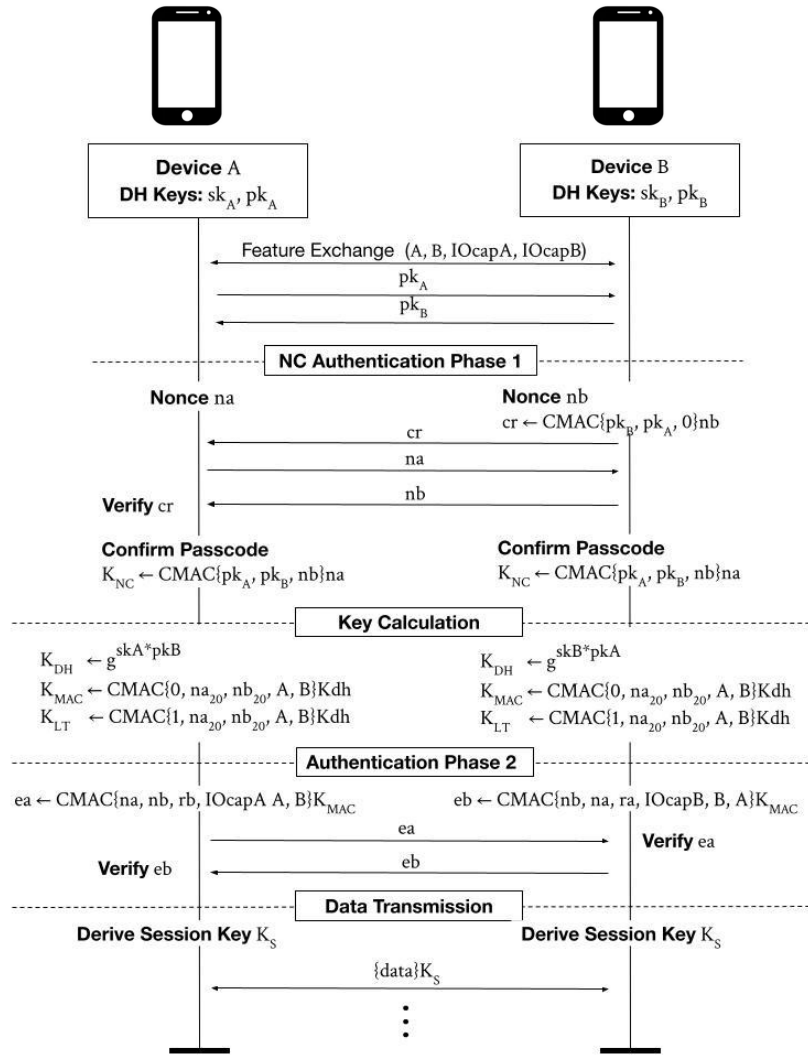 Device A
DH Keys: sk_A, pk_A
Device B
DH Keys: sk_B, pk_B
Feature Exchange (A, B, IOcapA, IOcapB)
pk_A
pk_B
NC Authentication Phase 1
Nonce na
Nonce nb
cr ← CMAC{pk_B, pk_A, 0}nb
cr
na
nb
Verify cr
Confirm Passcode
K_NC ← CMAC{pk_A, pk_B, nb}na
Confirm Passcode
K_NC ← CMAC{pk_A, pk_B, nb}na
Key Calculation
K_DH ← g^skA*pkB
K_MAC ← CMAC{0, na_20, nb_20, A, B}Kdh
K_LT ← CMAC{1, na_20, nb_20, A, B}Kdh
K_DH ← g^skB*pkA
K_MAC ← CMAC{0, na_20, nb_20, A, B}Kdh
K_LT ← CMAC{1, na_20, nb_20, A, B}Kdh
Authentication Phase 2
ea ← CMAC{na, nb, rb, IOcapA A, B}K_MAC
eb ← CMAC{nb, na, ra, IOcapB, B, A}K_MAC
ea
Verify ea
eb
Verify eb
Data Transmission
Derive Session Key K_S
Derive Session Key K_S
{data}K_S